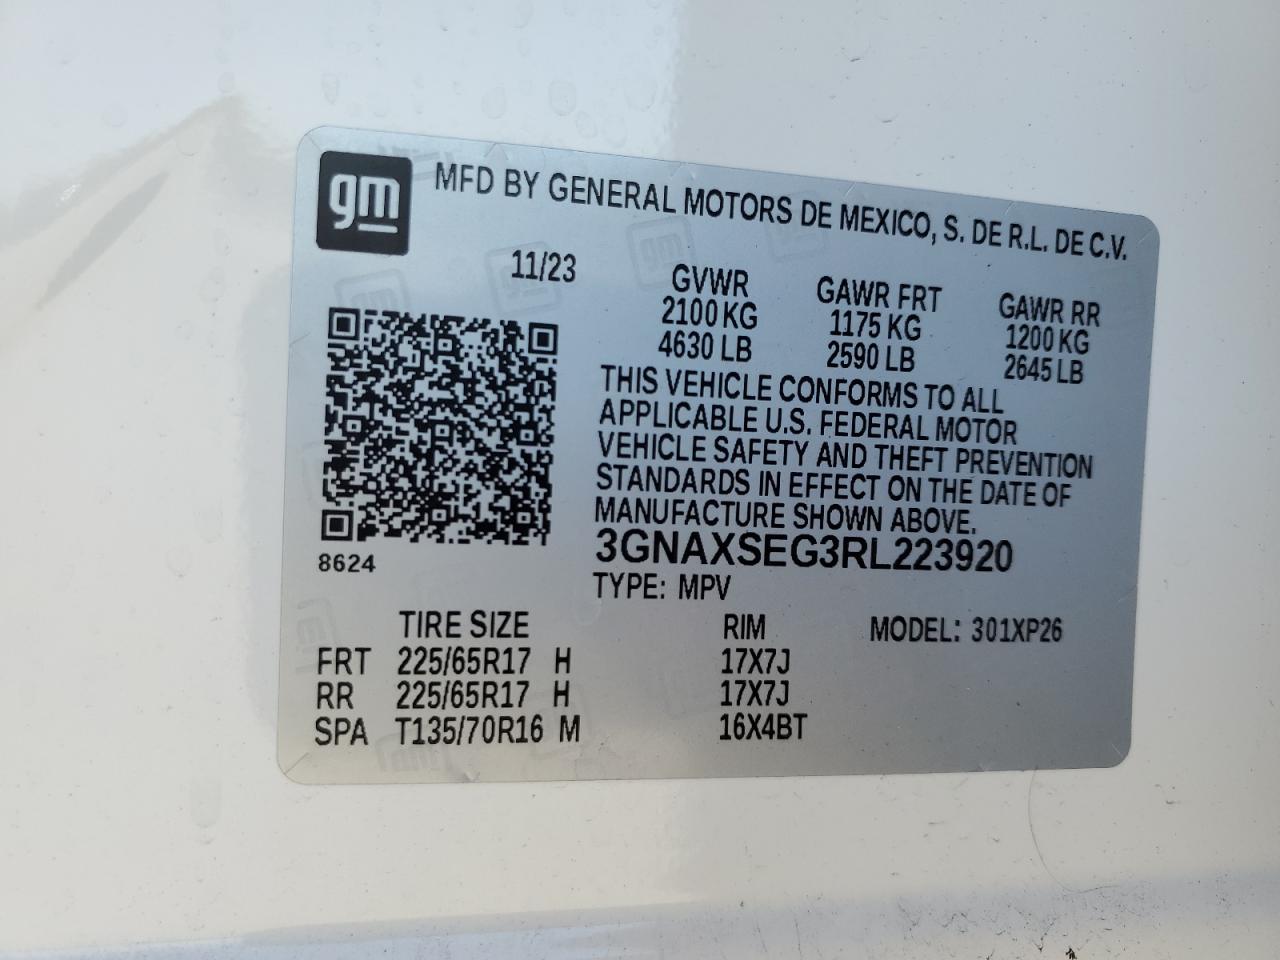 gm
MFD BY GENERAL MOTORS DE MEXICO, S. DE R.L. DE C.V.
11/23
GVWR GAWR FRT GAWR RR
2100 KG 1175 KG 1200 KG
4630 LB 2590 LB 2645 LB
THIS VEHICLE CONFORMS TO ALL
APPLICABLE U.S. FEDERAL MOTOR
VEHICLE SAFETY AND THEFT PREVENTION
STANDARDS IN EFFECT ON THE DATE OF
MANUFACTURE SHOWN ABOVE.
3GNAXSEG3RL223920
8624
TYPE: MPV
TIRE SIZE RIM MODEL: 301XP26
FRT 225/65R17 H 17X7J
RR 225/65R17 H 17X7J
SPA T135/70R16 M 16X4BT